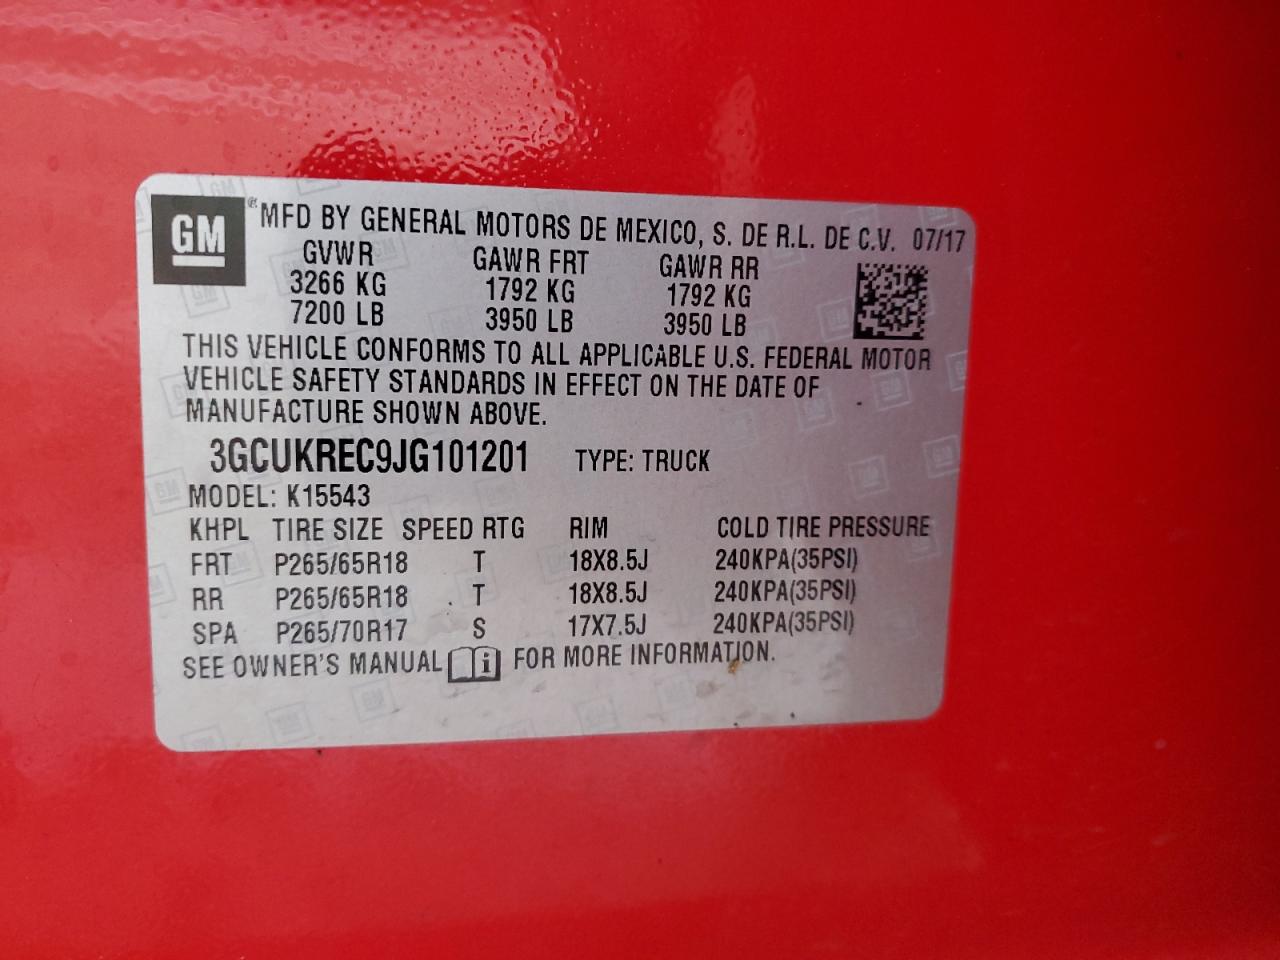 GM ® MFD BY GENERAL MOTORS DE MEXICO, S. DE R.L. DE C.V. 07/17
GVWR GAWR FRT GAWR RR
3266 KG 1792 KG 1792 KG
7200 LB 3950 LB 3950 LB
THIS VEHICLE CONFORMS TO ALL APPLICABLE U.S. FEDERAL MOTOR
VEHICLE SAFETY STANDARDS IN EFFECT ON THE DATE OF
MANUFACTURE SHOWN ABOVE.
3GCUKREC9JG101201 TYPE: TRUCK
MODEL: K15543
KHPL TIRE SIZE SPEED RTG RIM COLD TIRE PRESSURE
FRT P265/65R18 T 18X8.5J 240KPA(35PSI)
RR P265/65R18 T 18X8.5J 240KPA(35PSI)
SPA P265/70R17 S 17X7.5J 240KPA(35PSI)
SEE OWNER'S MANUAL i FOR MORE INFORMATION.